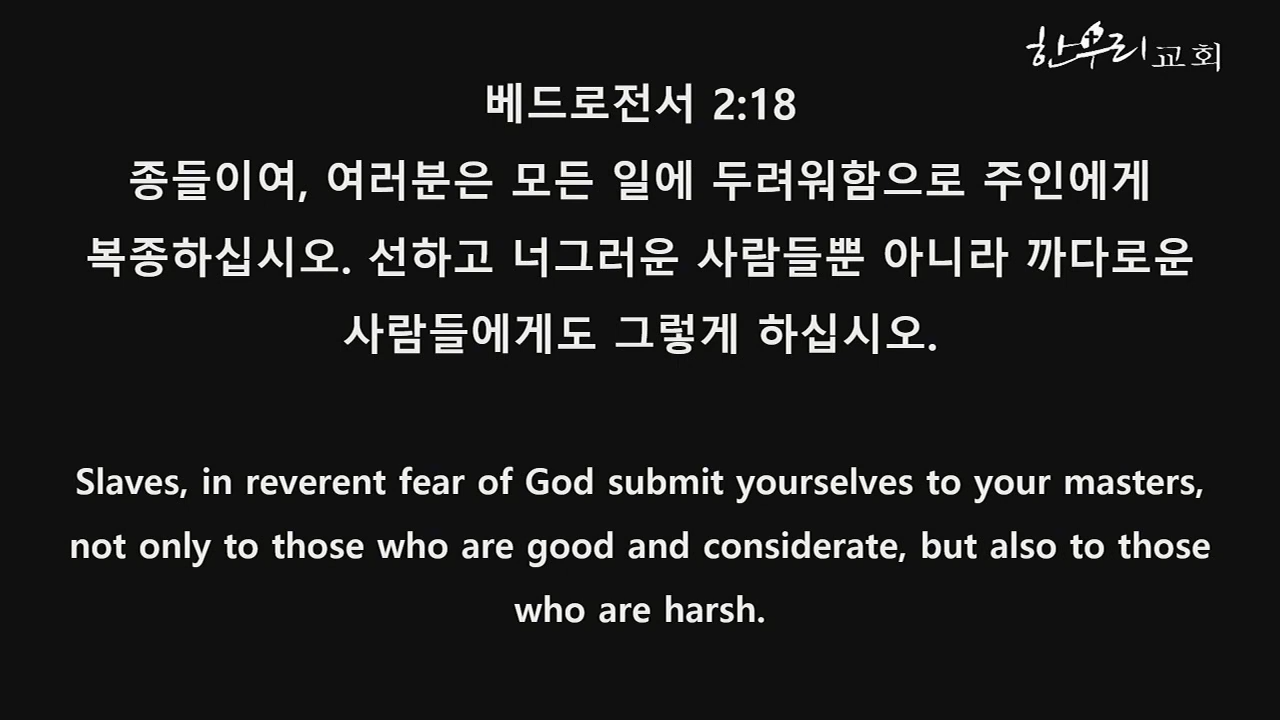 한우리교회
베드로전서 2:18
종들이여, 여러분은 모든 일에 두려워함으로 주인에게
복종하십시오. 선하고 너그러운 사람들뿐 아니라 까다로운
사람들에게도 그렇게 하십시오.
Slaves, in reverent fear of God submit yourselves to your masters,
not only to those who are good and considerate, but also to those
who are harsh.